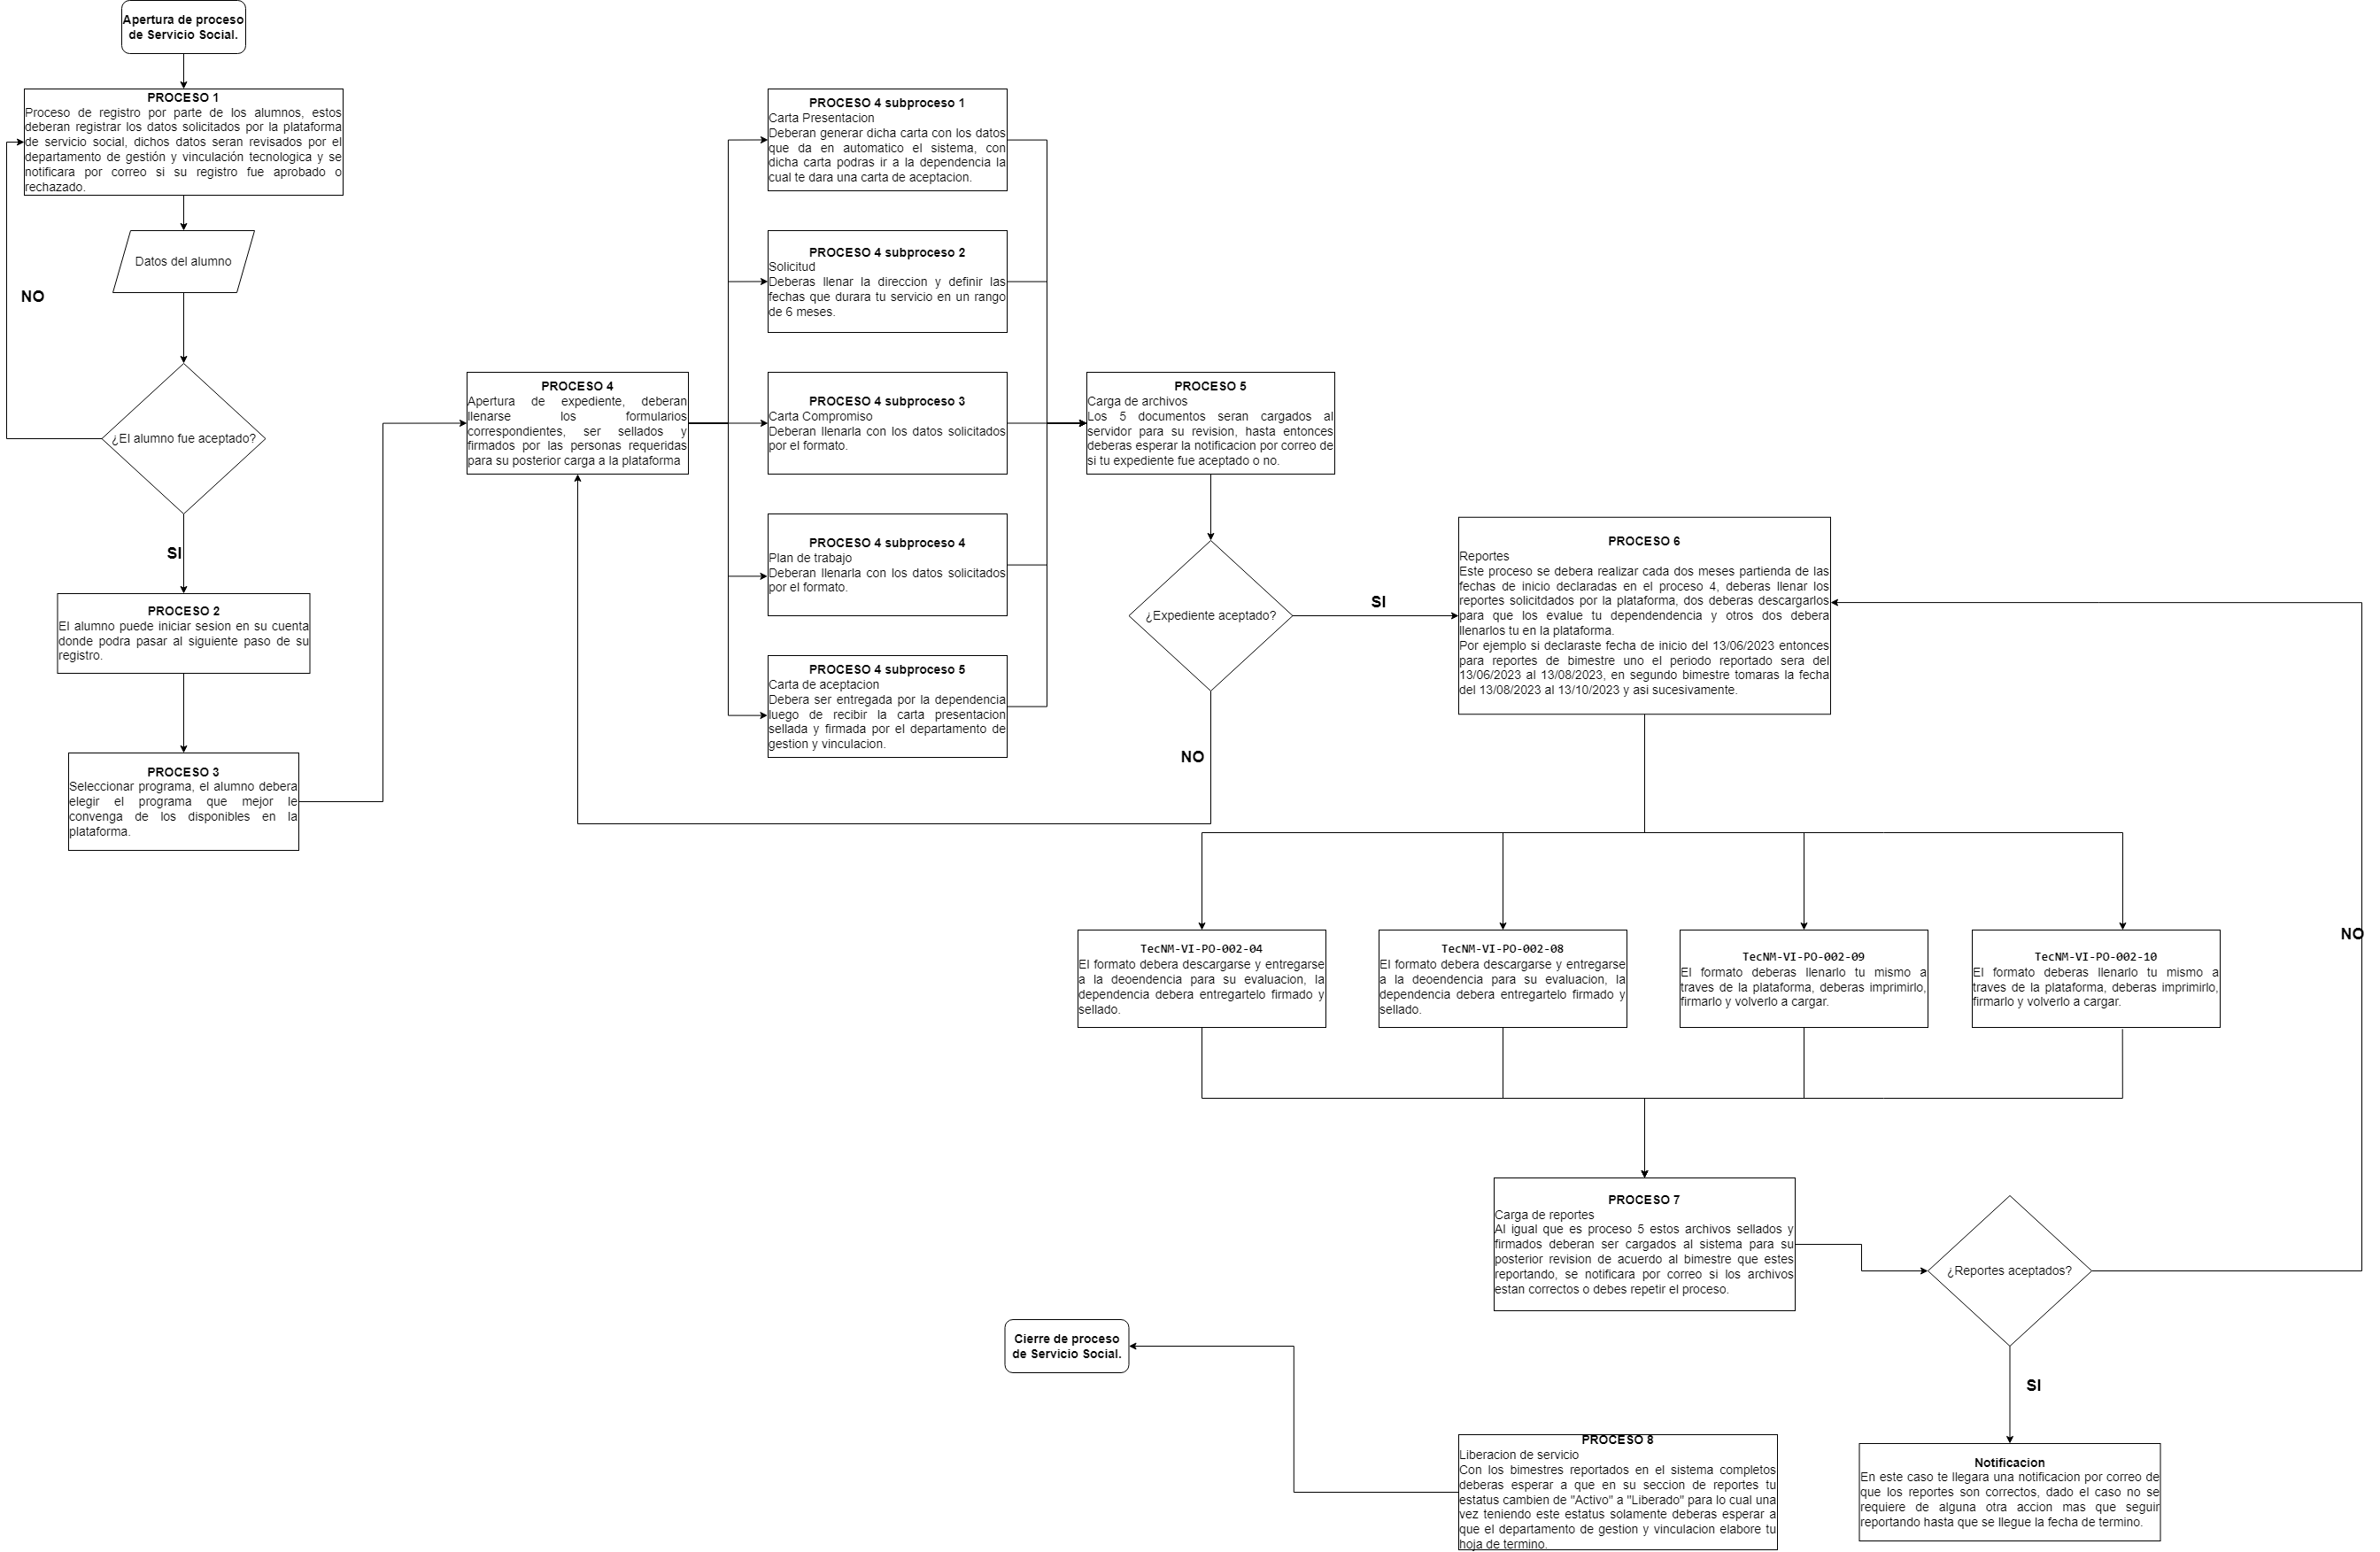 Apertura de proceso
de Servicio Social.
PROCESO 1
Proceso de registro por parte de los alumnos, estos
deberan registrar los datos solicitados por la plataforma
de servicio social, dichos datos seran revisados por el
departamento de gestión y vinculación tecnologica y se
notificara por correo si su registro fue aprobado o
rechazado.
Datos del alumno
NO
¿El alumno fue aceptado?
SI
PROCESO 2
El alumno puede iniciar sesion en su cuenta
donde podra pasar al siguiente paso de su
registro.
PROCESO 3
Seleccionar programa, el alumno debera
elegir el programa que mejor le
convenga de los disponibles en la
plataforma.
PROCESO 4
Apertura de expediente, deberan
llenarse los formularios
correspondientes, ser sellados y
firmados por las personas requeridas
para su posterior carga a la plataforma
PROCESO 4 subproceso 1
Carta Presentacion
Deberan generar dicha carta con los datos
que da en automatico el sistema, con
dicha carta podras ir a la dependencia la
cual te dara una carta de aceptacion.
PROCESO 4 subproceso 2
Solicitud
Deberas llenar la direccion y definir las
fechas que durara tu servicio en un rango
de 6 meses.
PROCESO 4 subproceso 3
Carta Compromiso
Deberan llenarla con los datos solicitados
por el formato.
PROCESO 4 subproceso 4
Plan de trabajo
Deberan llenarla con los datos solicitados
por el formato.
PROCESO 4 subproceso 5
Carta de aceptacion
Debera ser entregada por la dependencia
luego de recibir la carta presentacion
sellada y firmada por el departamento de
gestion y vinculacion.
PROCESO 5
Carga de archivos
Los 5 documentos seran cargados al
servidor para su revision, hasta entonces
deberas esperar la notificacion por correo de
si tu expediente fue aceptado o no.
¿Expediente aceptado?
SI
NO
PROCESO 6
Reportes
Este proceso se debera realizar cada dos meses partienda de las
fechas de inicio declaradas en el proceso 4, deberas llenar los
reportes solicitdados por la plataforma, dos deberas descargarlos
para que los evalue tu dependendencia y otros dos debera
llenarlos tu en la plataforma.
Por ejemplo si declaraste fecha de inicio del 13/06/2023 entonces
para reportes de bimestre uno el periodo reportado sera del
13/06/2023 al 13/08/2023, en segundo bimestre tomaras la fecha
del 13/08/2023 al 13/10/2023 y asi sucesivamente.
TecNM-VI-PO-002-04
El formato debera descargarse y entregarse
a la deoendencia para su evaluacion, la
dependencia debera entregartelo firmado y
sellado.
TecNM-VI-PO-002-08
El formato debera descargarse y entregarse
a la deoendencia para su evaluacion, la
dependencia debera entregartelo firmado y
sellado.
TecNM-VI-PO-002-09
El formato deberas llenarlo tu mismo a
traves de la plataforma, deberas imprimirlo,
firmarlo y volverlo a cargar.
TecNM-VI-PO-002-10
El formato deberas llenarlo tu mismo a
traves de la plataforma, deberas imprimirlo,
firmarlo y volverlo a cargar.
NO
PROCESO 7
Carga de reportes
Al igual que es proceso 5 estos archivos sellados y
firmados deberan ser cargados al sistema para su
posterior revision de acuerdo al bimestre que estes
reportando, se notificara por correo si los archivos
estan correctos o debes repetir el proceso.
¿Reportes aceptados?
SI
Notificacion
En este caso te llegara una notificacion por correo de
que los reportes son correctos, dado el caso no se
requiere de alguna otra accion mas que seguir
reportando hasta que se llegue la fecha de termino.
PROCESO 8
Liberacion de servicio
Con los bimestres reportados en el sistema completos
deberas esperar a que en su seccion de reportes tu
estatus cambien de "Activo" a "Liberado" para lo cual una
vez teniendo este estatus solamente deberas esperar a
que el departamento de gestion y vinculacion elabore tu
hoja de termino.
Cierre de proceso
de Servicio Social.